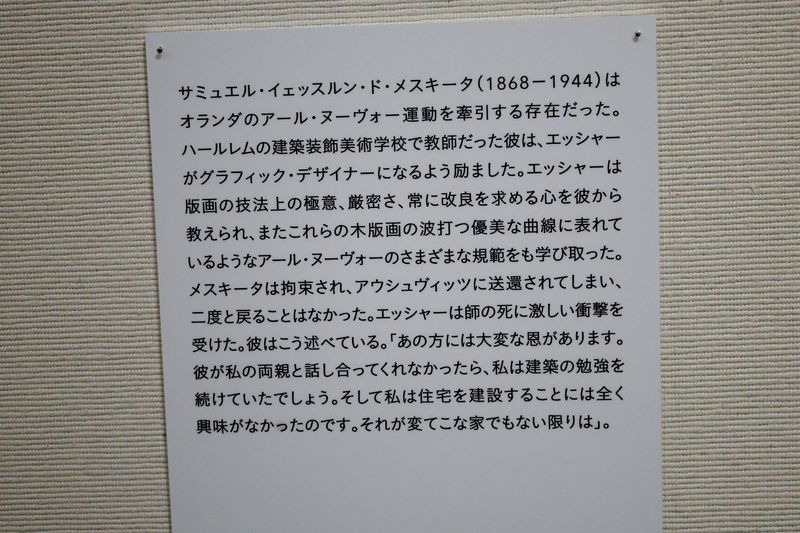 サミュエル・イェッスルン・ド・メスキータ（1868－1944）は
オランダのアール・ヌーヴォー運動を牽引する存在だった。
ハールレムの建築装飾美術学校で教師だった彼は、エッシャー
がグラフィック・デザイナーになるよう励ました。エッシャーは
版画の技法上の極意、厳密さ、常に改良を求める心を彼から
教えられ、またこれらの木版画の波打つ優美な曲線に表れて
いるようなアール・ヌーヴォーのさまざまな規範をも学び取った。
メスキータは拘束され、アウシュヴィッツに送還されてしまい、
二度と戻ることはなかった。エッシャーは師の死に激しい衝撃を
受けた。彼はこう述べている。「あの方には大変な恩があります。
彼が私の両親と話し合ってくれなかったら、私は建築の勉強を
続けていたでしょう。そして私は住宅を建設することには全く
興味がなかったのです。それが変てこな家でもない限りは」。